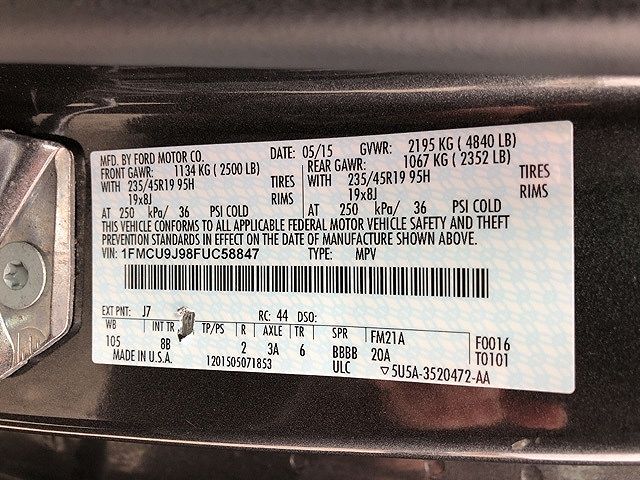 MFD. BY FORD MOTOR CO. DATE: 05/15 GVWR: 2195 KG ( 4840 LB)
FRONT GAWR: 1134 KG ( 2500 LB) REAR GAWR: 1067 KG ( 2352 LB)
WITH 235/45R19 95H TIRES WITH 235/45R19 95H TIRES
19x8J RIMS 19x8J RIMS
AT 250 kPa/ 36 PSI COLD AT 250 kPa/ 36 PSI COLD
THIS VEHICLE CONFORMS TO ALL APPLICABLE FEDERAL MOTOR VEHICLE SAFETY AND THEFT
PREVENTION STANDARDS IN EFFECT ON THE DATE OF MANUFACTURE SHOWN ABOVE.
VIN: 1FMCU9J98FUC58847 TYPE: MPV
EXT PNT: J7 RC: 44 DSO:
WB INT TR TP/PS R AXLE TR SPR FM21A F0016
105 8B 2 3A 6 BBBB 20A T0101
MADE IN U.S.A. 1201505071853 ULC ▽5U5A-3520472-AA